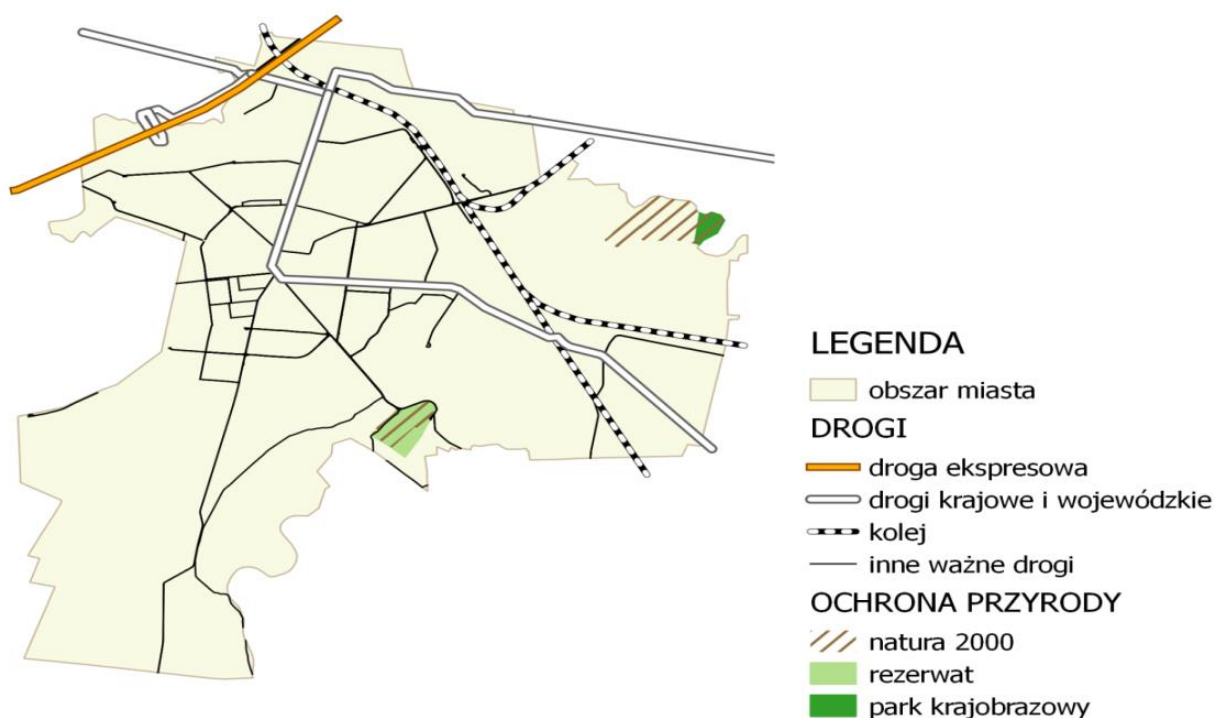 LEGENDA
obszar miasta
DROGI
droga ekspresowa
drogi krajowe i wojewódzkie
kolej
inne ważne drogi
OCHRONA PRZYRODY
natura 2000
rezerwat
park krajobrazowy